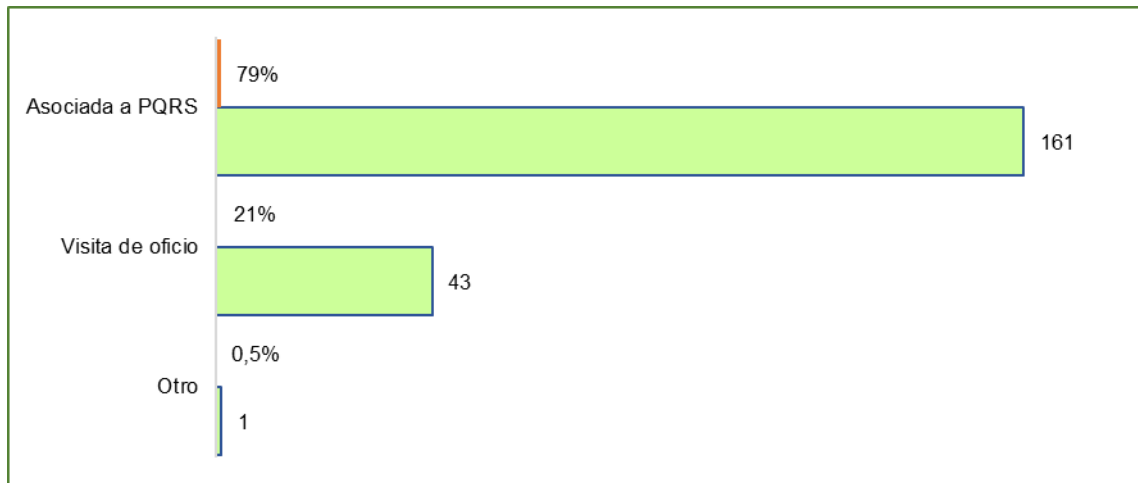 79%
Asociada a PQRS
161
21%
Visita de oficio
43
0,5%
Otro
1